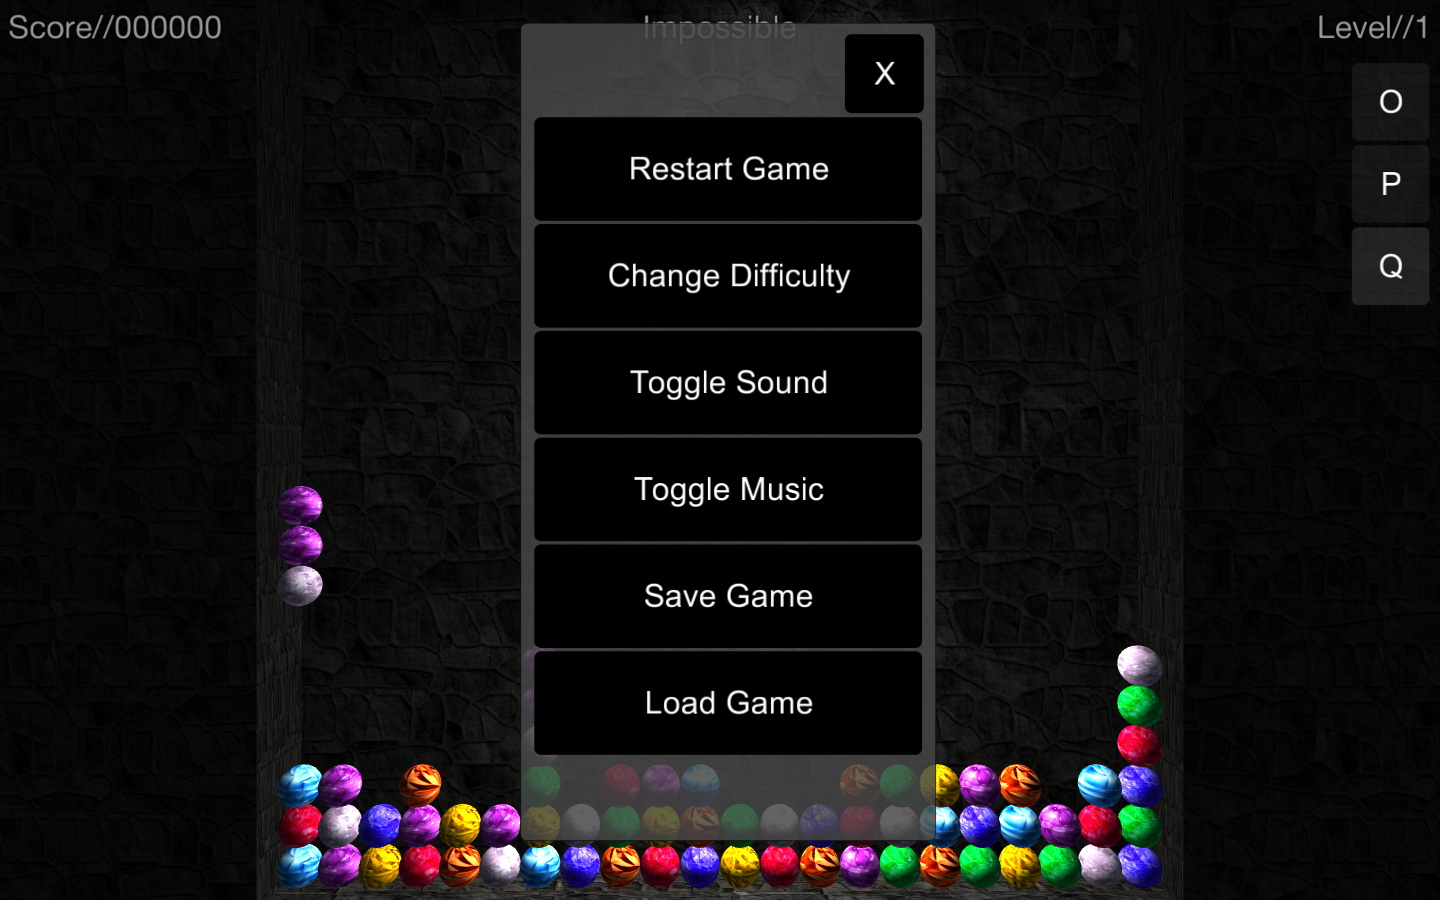 Score//000000
Impossible
Level//1
X
O
P
Q
Restart Game
Change Difficulty
Toggle Sound
Toggle Music
Save Game
Load Game